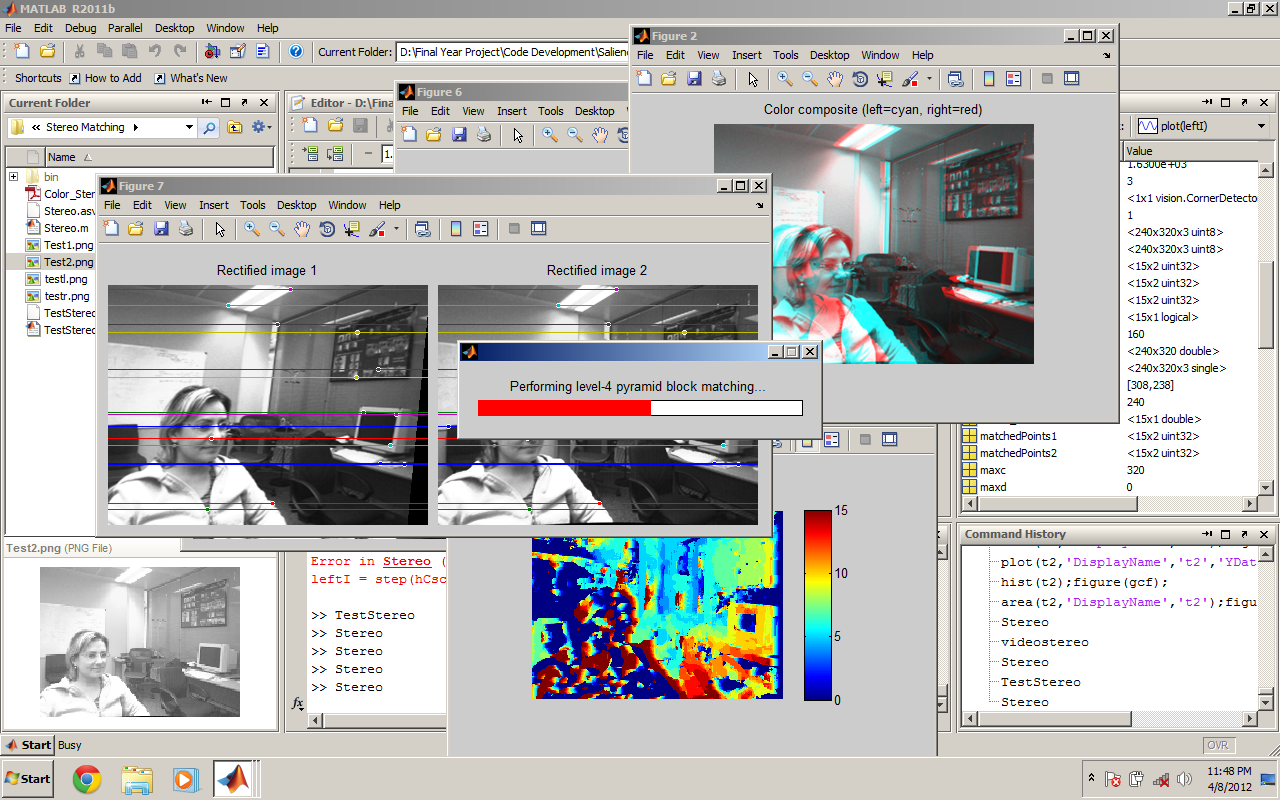 MATLAB R2011b
File Edit Debug Parallel Desktop Window Help
Current Folder: D:\Final Year Project\Code Development\Salien
Shortcuts How to Add What's New
Current Folder
« Stereo Matching
Name
bin
Color_Ste
Stereo.asv
Stereo.m
Test1.png
Test2.png
testl.png
testr.png
TestStereo
TestStereo
Test2.png (PNG File)
Editor - D:\Fina
1.
Figure 6
File Edit View Insert Tools Desktop
Figure 2
File Edit View Insert Tools Desktop Window Help
Color composite (left=cyan, right=red)
Figure 7
File Edit View Insert Tools Desktop Window Help
Rectified image 1
Rectified image 2
Performing level-4 pyramid block matching...
15
10
5
0
plot(leftI)
Value
1.6300e+03
3
<1x1 vision.CornerDetecto
1
<240x320x3 uint8>
<240x320x3 uint8>
<15x2 uint32>
<15x2 uint32>
<15x2 uint32>
<15x1 logical>
160
<240x320 double>
<240x320x3 single>
[308,238]
240
<15x1 double>
matchedPoints1 <15x2 uint32>
matchedPoints2 <15x2 uint32>
maxc 320
maxd 0
Error in Stereo (
leftI = step(hCsc
>> TestStereo
>> Stereo
>> Stereo
>> Stereo
>> Stereo
fx
Command History
plot(t2,'DisplayName','t2','YDat
hist(t2);figure(gcf);
area(t2,'DisplayName','t2');figu
Stereo
videostereo
Stereo
TestStereo
Stereo
Start Busy
OVR
Start
11:48 PM
4/8/2012